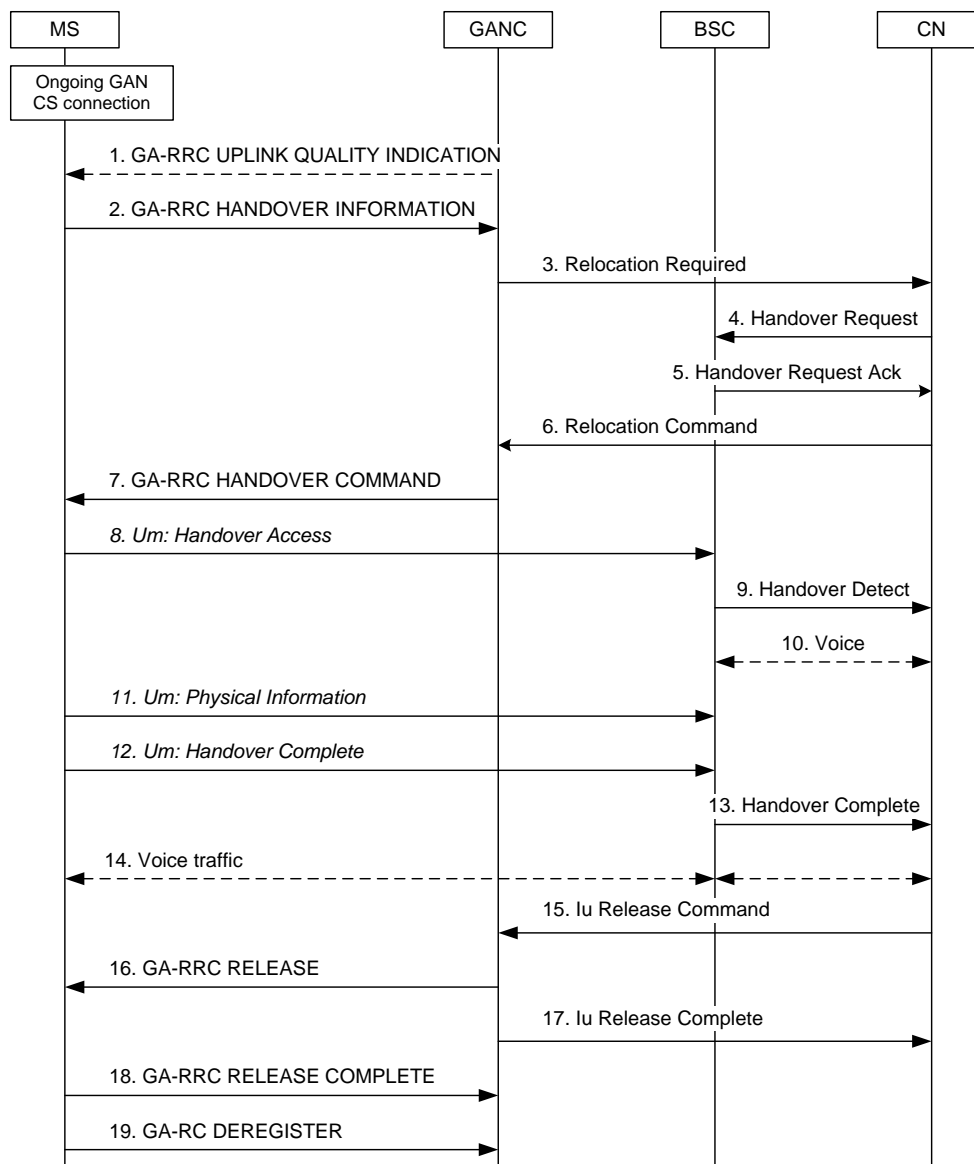 MS
GANC
BSC
CN
Ongoing GAN
CS connection
1. GA-RRC UPLINK QUALITY INDICATION
2. GA-RRC HANDOVER INFORMATION
3. Relocation Required
4. Handover Request
5. Handover Request Ack
6. Relocation Command
7. GA-RRC HANDOVER COMMAND
8. Um: Handover Access
9. Handover Detect
10. Voice
11. Um: Physical Information
12. Um: Handover Complete
13. Handover Complete
14. Voice traffic
15. Iu Release Command
16. GA-RRC RELEASE
17. Iu Release Complete
18. GA-RRC RELEASE COMPLETE
19. GA-RC DEREGISTER